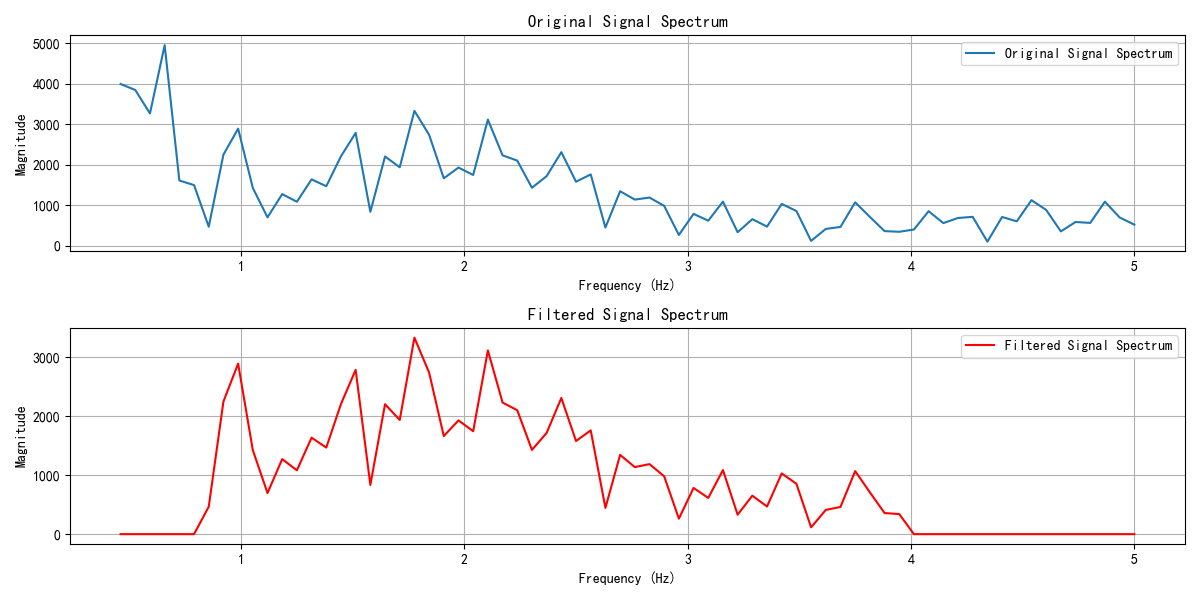 Original Signal Spectrum
Original Signal Spectrum
5000
4000
3000
2000
1000
0
Magnitude
1 2 3 4 5
Frequency (Hz)
Filtered Signal Spectrum
Filtered Signal Spectrum
3000
2000
1000
0
Magnitude
1 2 3 4 5
Frequency (Hz)